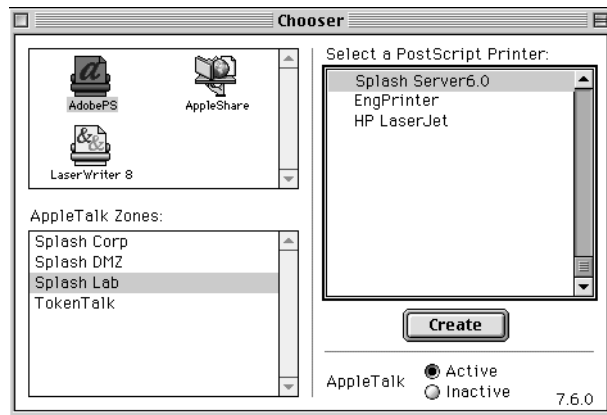 Chooser
AdobePS
AppleShare
LaserWriter 8
AppleTalk Zones:
Splash Corp
Splash DMZ
Splash Lab
TokenTalk
Select a PostScript Printer:
Splash Server6.0
EngPrinter
HP LaserJet
Create
AppleTalk
Active
Inactive
7.6.0